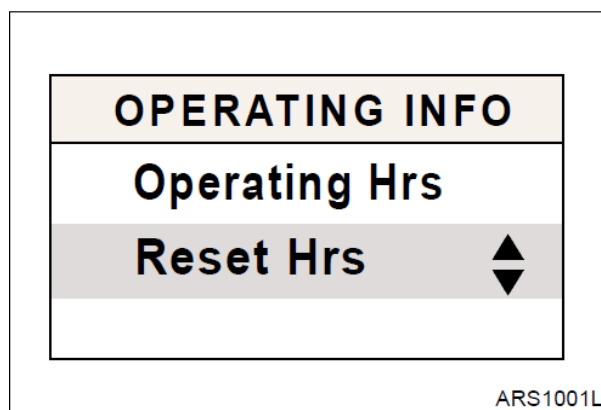 OPERATING INFO
Operating Hrs
Reset Hrs
ARS1001L